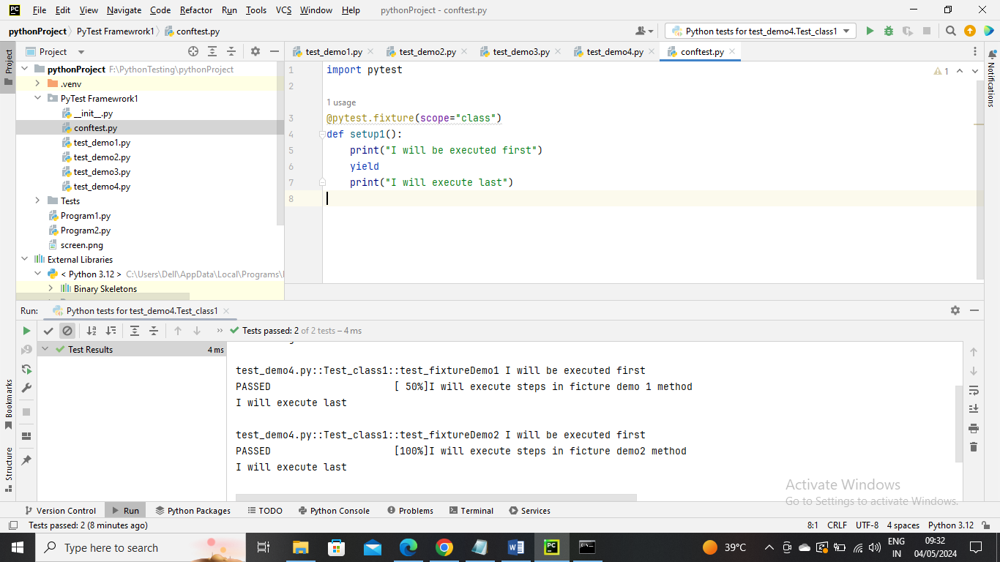 PC File Edit View Navigate Code Refactor Run Tools VCS Window Help pythonProject - conftest.py
pythonProject PyTest Framewrork1 conftest.py Python tests for test_demo4.Test_class1
Project Project test_demo1.py test_demo2.py test_demo3.py test_demo4.py conftest.py Notifications
pythonProject F:\PythonTesting\pythonProject
.venv
PyTest Framewrork1
__init__.py
conftest.py
test_demo1.py
test_demo2.py
test_demo3.py
test_demo4.py
Tests
Program1.py
Program2.py
screen.png
External Libraries
< Python 3.12 > C:\Users\Dell\AppData\Local\Programs\
Binary Skeletons
1 import pytest 1
2
1 usage
3 @pytest.fixture(scope="class")
4 def setup1():
5 print("I will be executed first")
6 yield
7 print("I will execute last")
8
Run: Python tests for test_demo4.Test_class1
Tests passed: 2 of 2 tests – 4 ms
Test Results 4 ms
test_demo4.py::Test_class1::test_fixtureDemo1 I will be executed first
PASSED [ 50%]I will execute steps in ficture demo 1 method
I will execute last
test_demo4.py::Test_class1::test_fixtureDemo2 I will be executed first
PASSED [100%]I will execute steps in ficture demo2 method
I will execute last
Bookmarks
Structure
Activate Windows
Go to Settings to activate Windows.
Version Control Run Python Packages TODO Python Console Problems Terminal Services
Tests passed: 2 (8 minutes ago) 8:1 CRLF UTF-8 4 spaces Python 3.12
Type here to search 39°C ENG IN 09:32 04/05/2024